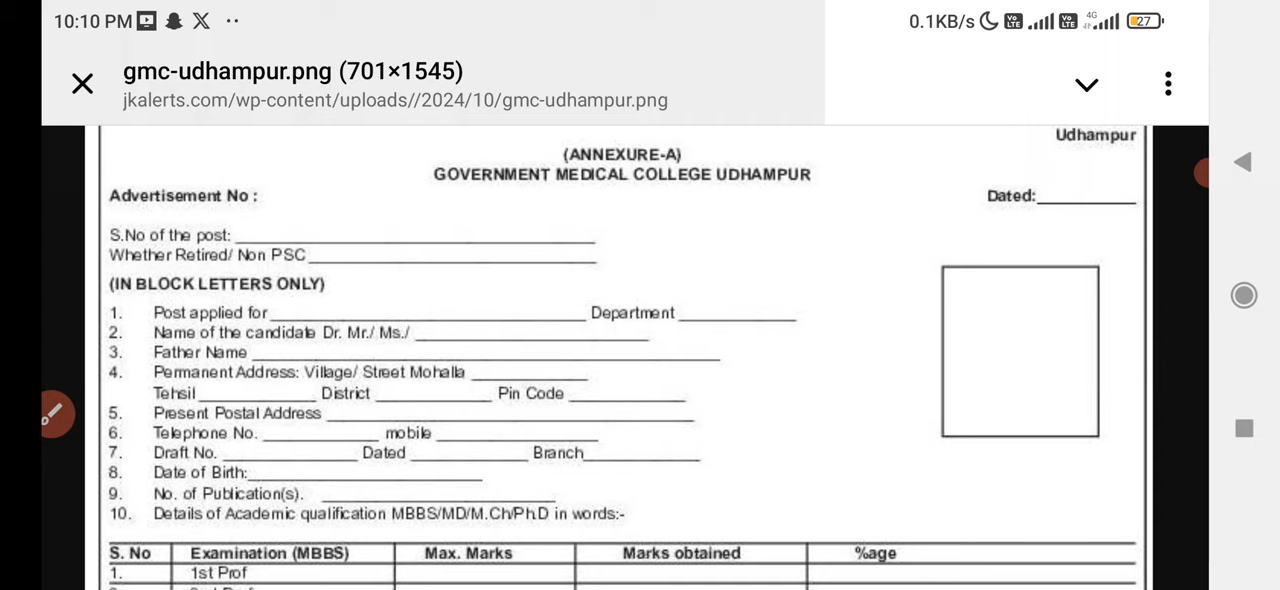 10:10 PM
0.1KB/s Vo LTE Vo LTE 4G 27
gmc-udhampur.png (701×1545)
jkalerts.com/wp-content/uploads//2024/10/gmc-udhampur.png
Udhampur
(ANNEXURE-A)
GOVERNMENT MEDICAL COLLEGE UDHAMPUR
Advertisement No : Dated:
S.No of the post:
Whether Retired/ Non PSC
(IN BLOCK LETTERS ONLY)
1. Post applied for Department
2. Name of the candidate Dr. Mr./ Ms./
3. Father Name
4. Permanent Address: Village/ Street Mohalla
Tehsil District Pin Code
5. Present Postal Address
6. Telephone No. mobile
7. Draft No. Dated Branch
8. Date of Birth:
9. No. of Publication(s).
10. Details of Academic qualification MBBS/MD/M.Ch/Ph.D in words:-
S. No Examination (MBBS) Max. Marks Marks obtained %age
1. 1st Prof